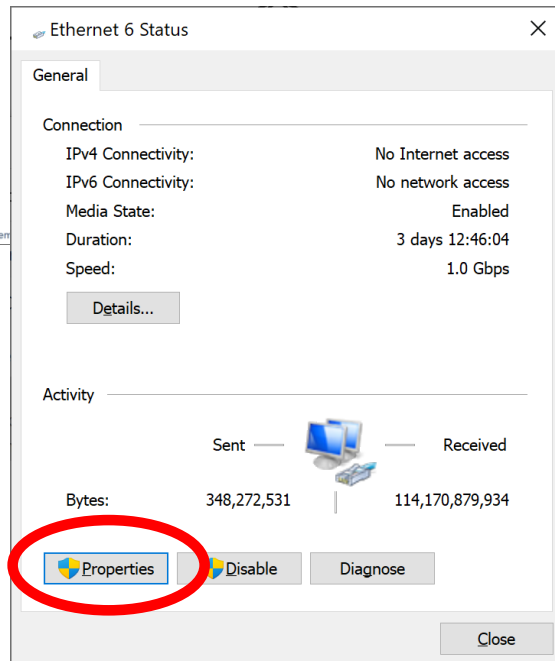 Ethernet 6 Status
General
Connection
IPv4 Connectivity: No Internet access
IPv6 Connectivity: No network access
Media State: Enabled
Duration: 3 days 12:46:04
Speed: 1.0 Gbps
Details...
Activity
Sent Received
Bytes: 348,272,531 114,170,879,934
Properties Disable Diagnose
Close